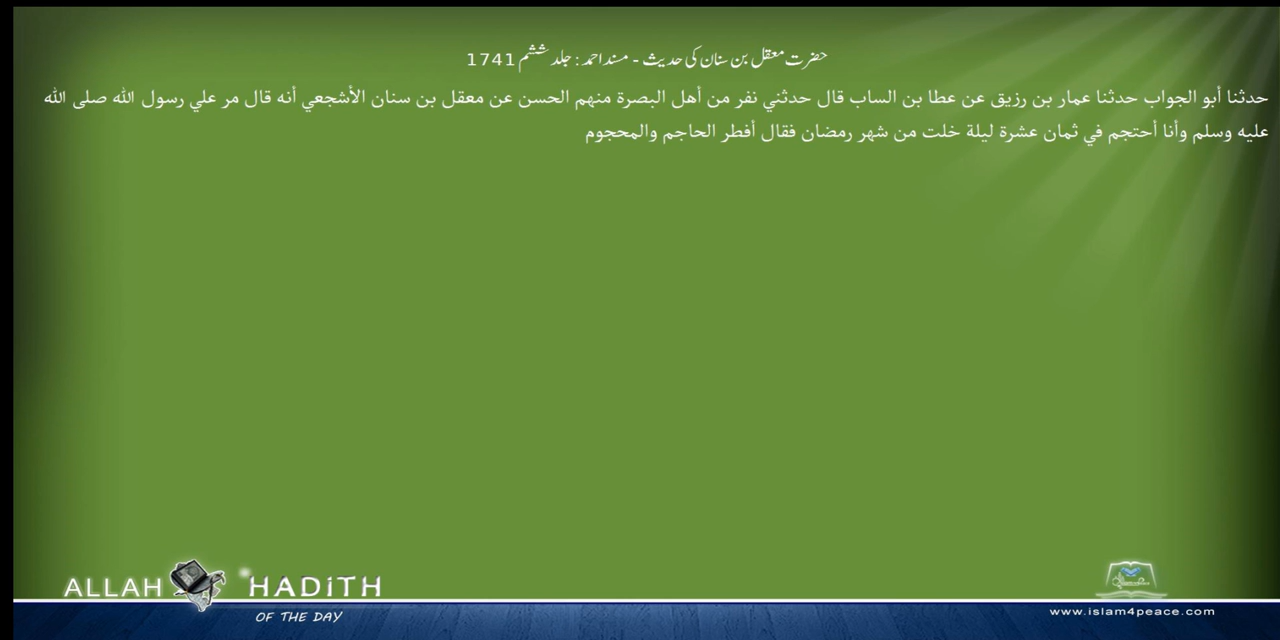 حضرت معقل بن سنان کی حدیث - مسند احمد : جلد ششم 1741
حدثنا أبو الجواب حدثنا عمار بن رزيق عن عطا بن الساب قال حدثني نفر من أهل البصرة منهم الحسن عن معقل بن سنان الأشجعي أنه قال مر علي رسول الله صلى الله
عليه وسلم وأنا أحتجم في ثمان عشرة ليلة خلت من شهر رمضان فقال أفطر الحاجم والمحجوم
ALLAH HADITH
OF THE DAY
www.islam4peace.com